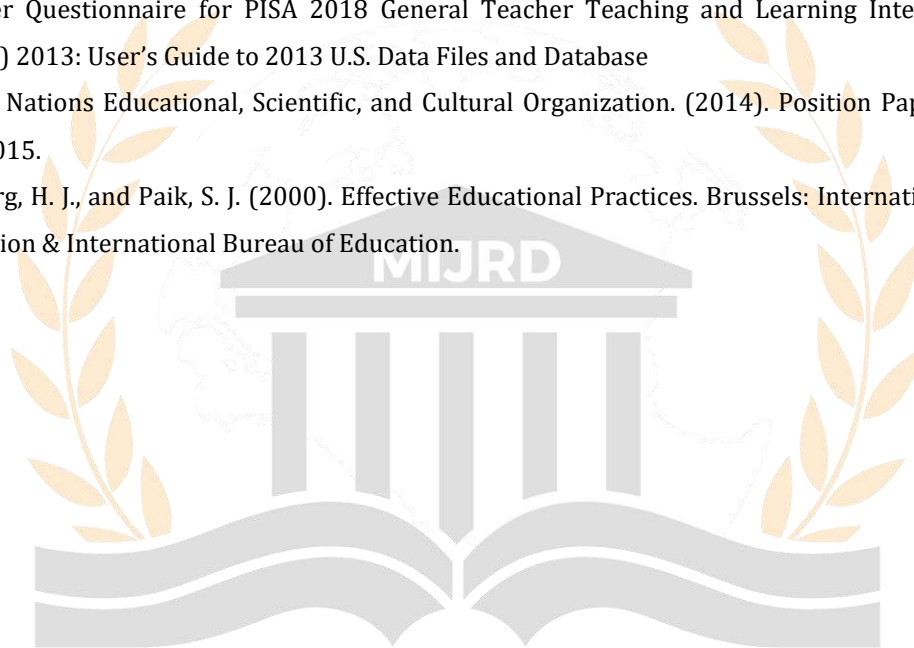 er Questionnaire for PISA 2018 General Teacher Teaching and Learning Inte
) 2013: User's Guide to 2013 U.S. Data Files and Database
Nations Educational, Scientific, and Cultural Organization. (2014). Position Pap
015.
rg, H. J., and Paik, S. J. (2000). Effective Educational Practices. Brussels: Internati
ion & International Bureau of Education.
MIJRD